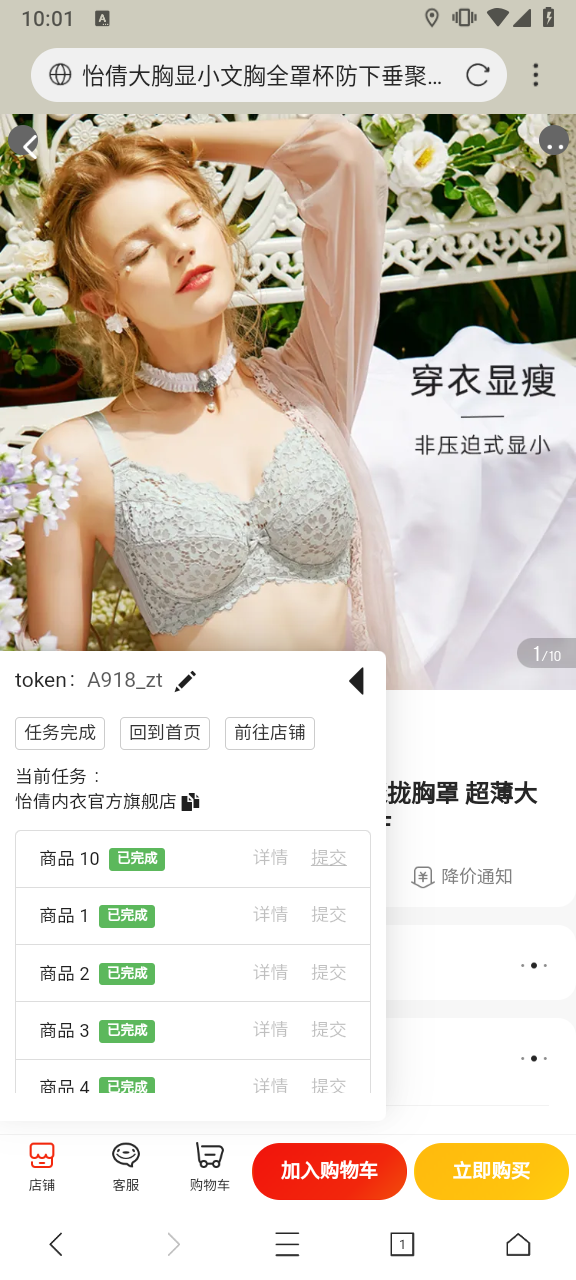 10:01
A
怡倩大胸显小文胸全罩杯防下垂聚...
穿衣显瘦
非压迫式显小
1/10
token: A918_zt
任务完成 回到首页 前往店铺
当前任务：
怡倩内衣官方旗舰店
拢胸罩 超薄大
商品 10 已完成 详情 提交
降价通知
商品 1 已完成 详情 提交
商品 2 已完成 详情 提交
商品 3 已完成 详情 提交
商品 4 已完成 详情 提交
店铺 客服 购物车 加入购物车 立即购买
1